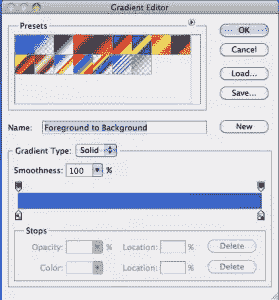 Gradient Editor
Presets
OK
Cancel
Load...
Save...
Name: Foreground to Background
New
Gradient Type: Solid
Smoothness: 100 %
Stops
Opacity: % Location: % Delete
Color: Location: % Delete